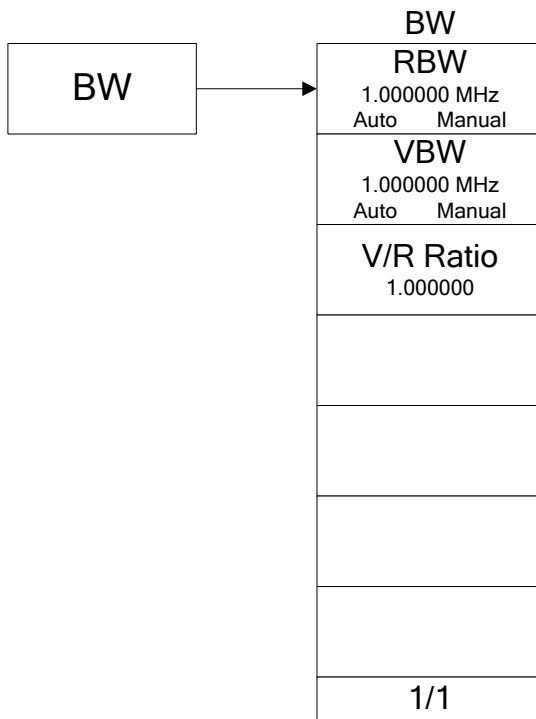 BW
BW
RBW
1.000000 MHz
Auto Manual
VBW
1.000000 MHz
Auto Manual
V/R Ratio
1.000000
1/1